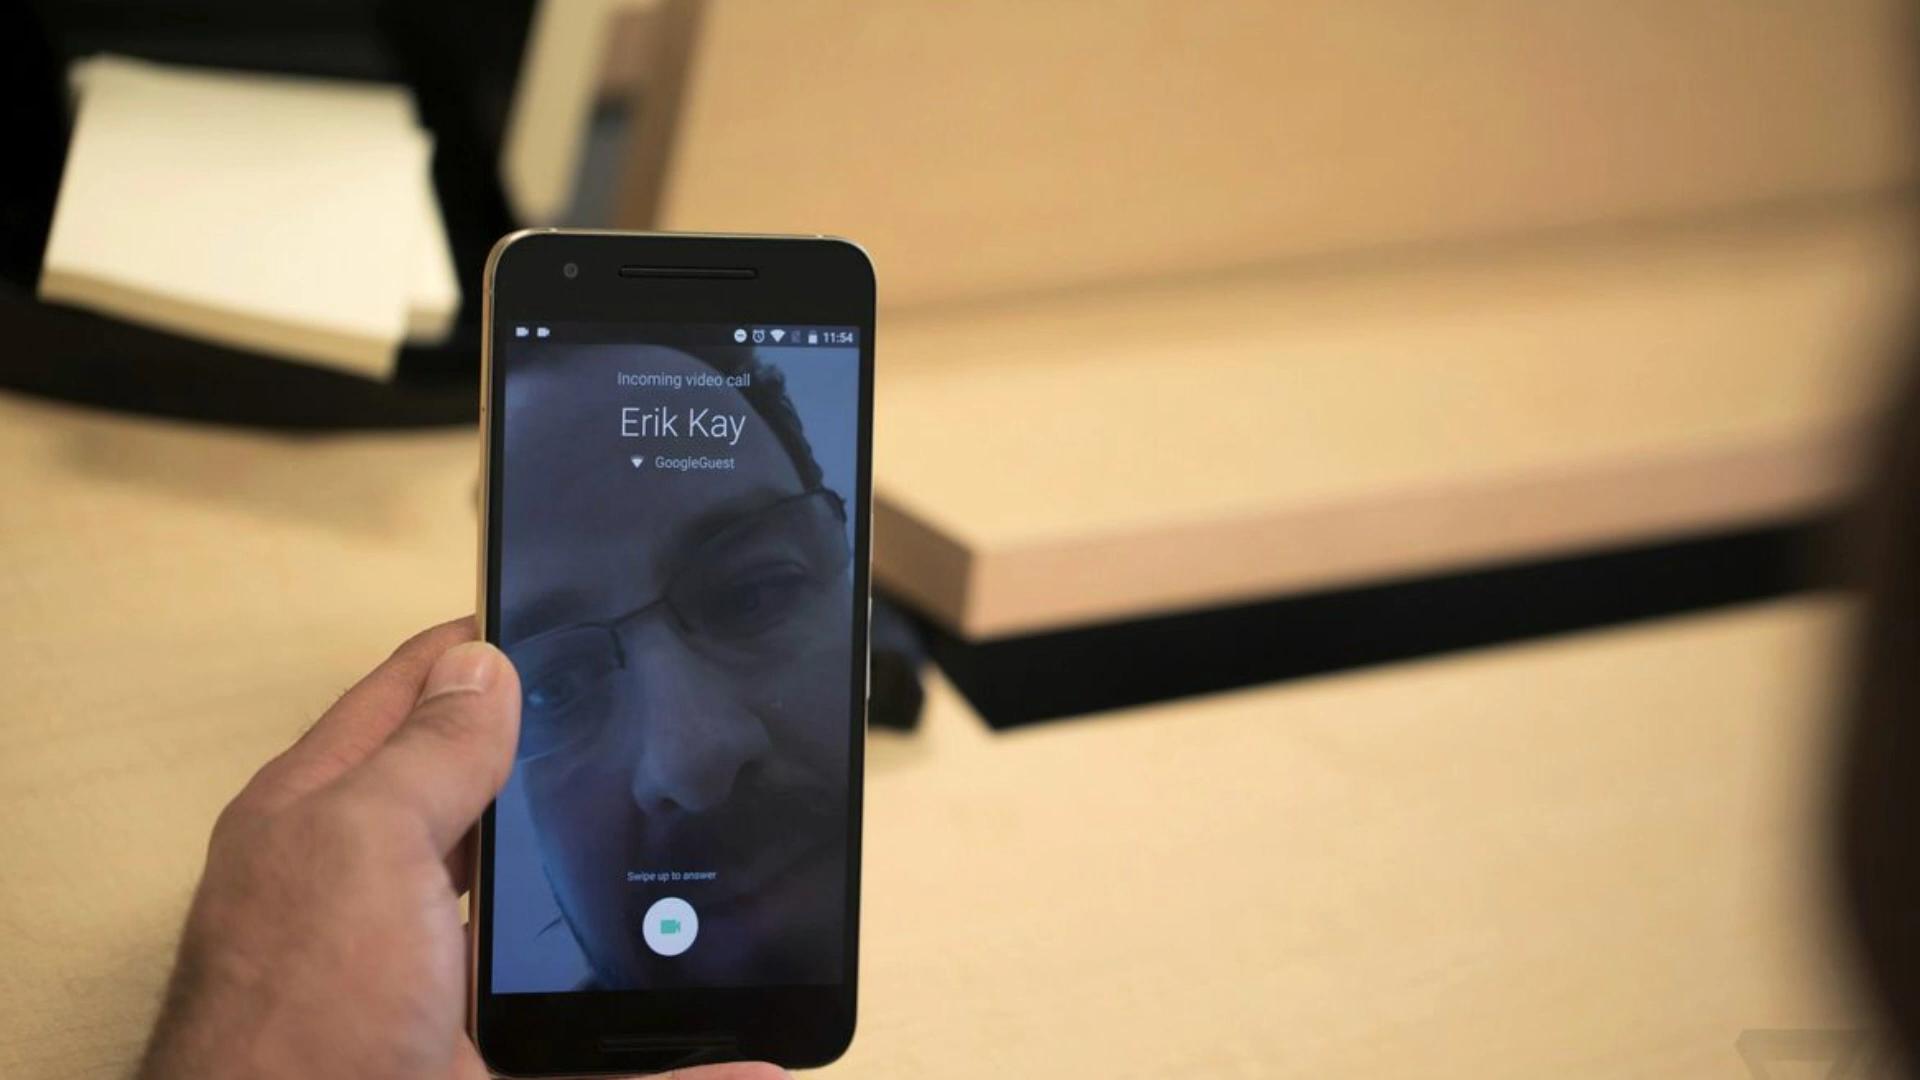 11:54
Incoming video call
Erik Kay
GoogleGuest
Swipe up to answer